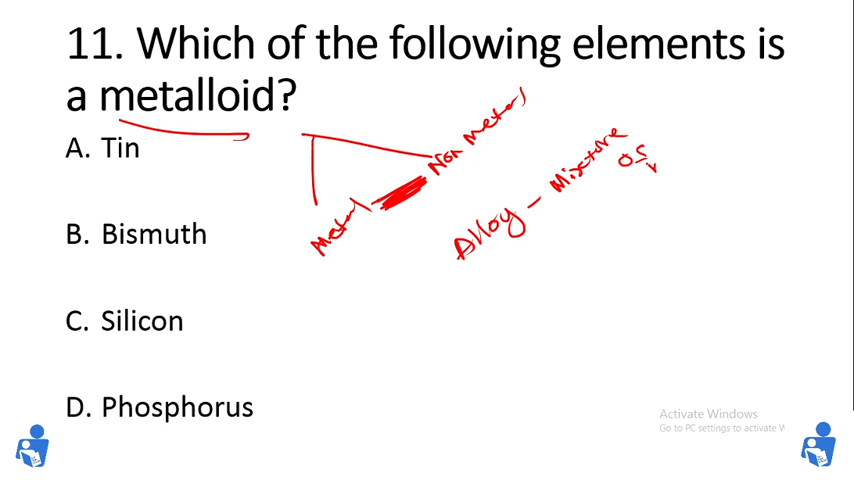 11. Which of the following elements is
a metalloid?
A. Tin
B. Bismuth
C. Silicon
D. Phosphorus
Metal
Non Metal
Alloy - Mixture
Activate Windows
Go to PC settings to activate W